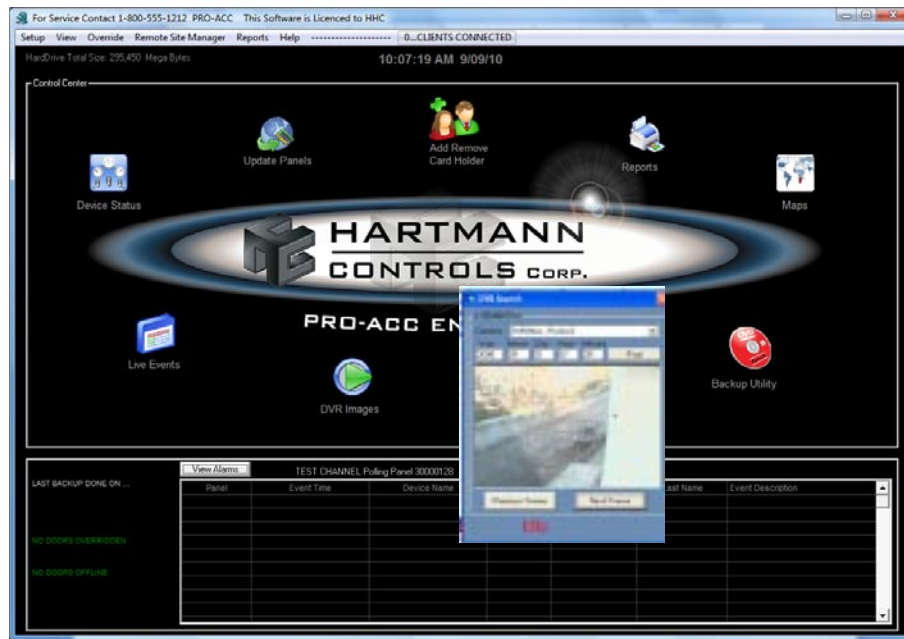 For Service Contact 1-800-555-1212 PRO-ACC This Software is Licenced to HHC
Setup View Override Remote Site Manager Reports Help -------------------- 0...CLIENTS CONNECTED
HardDrive Total Size: 295,450 Mega Bytes 10:07:19 AM 9/09/10
Control Center
Add Remove
Card Holder
Update Panels
Reports
Device Status
Maps
HARTMANN
CONTROLS CORP.
PRO-ACC EN
DVR Search
Live Events
Backup Utility
DVR Images
View Alarms TEST CHANNEL Polling Panel 30000128
LAST BACKUP DONE ON ...
Panel Event Time Device Name Last Name Event Description
NO DOORS OVERRIDDEN
NO DOORS OFFLINE